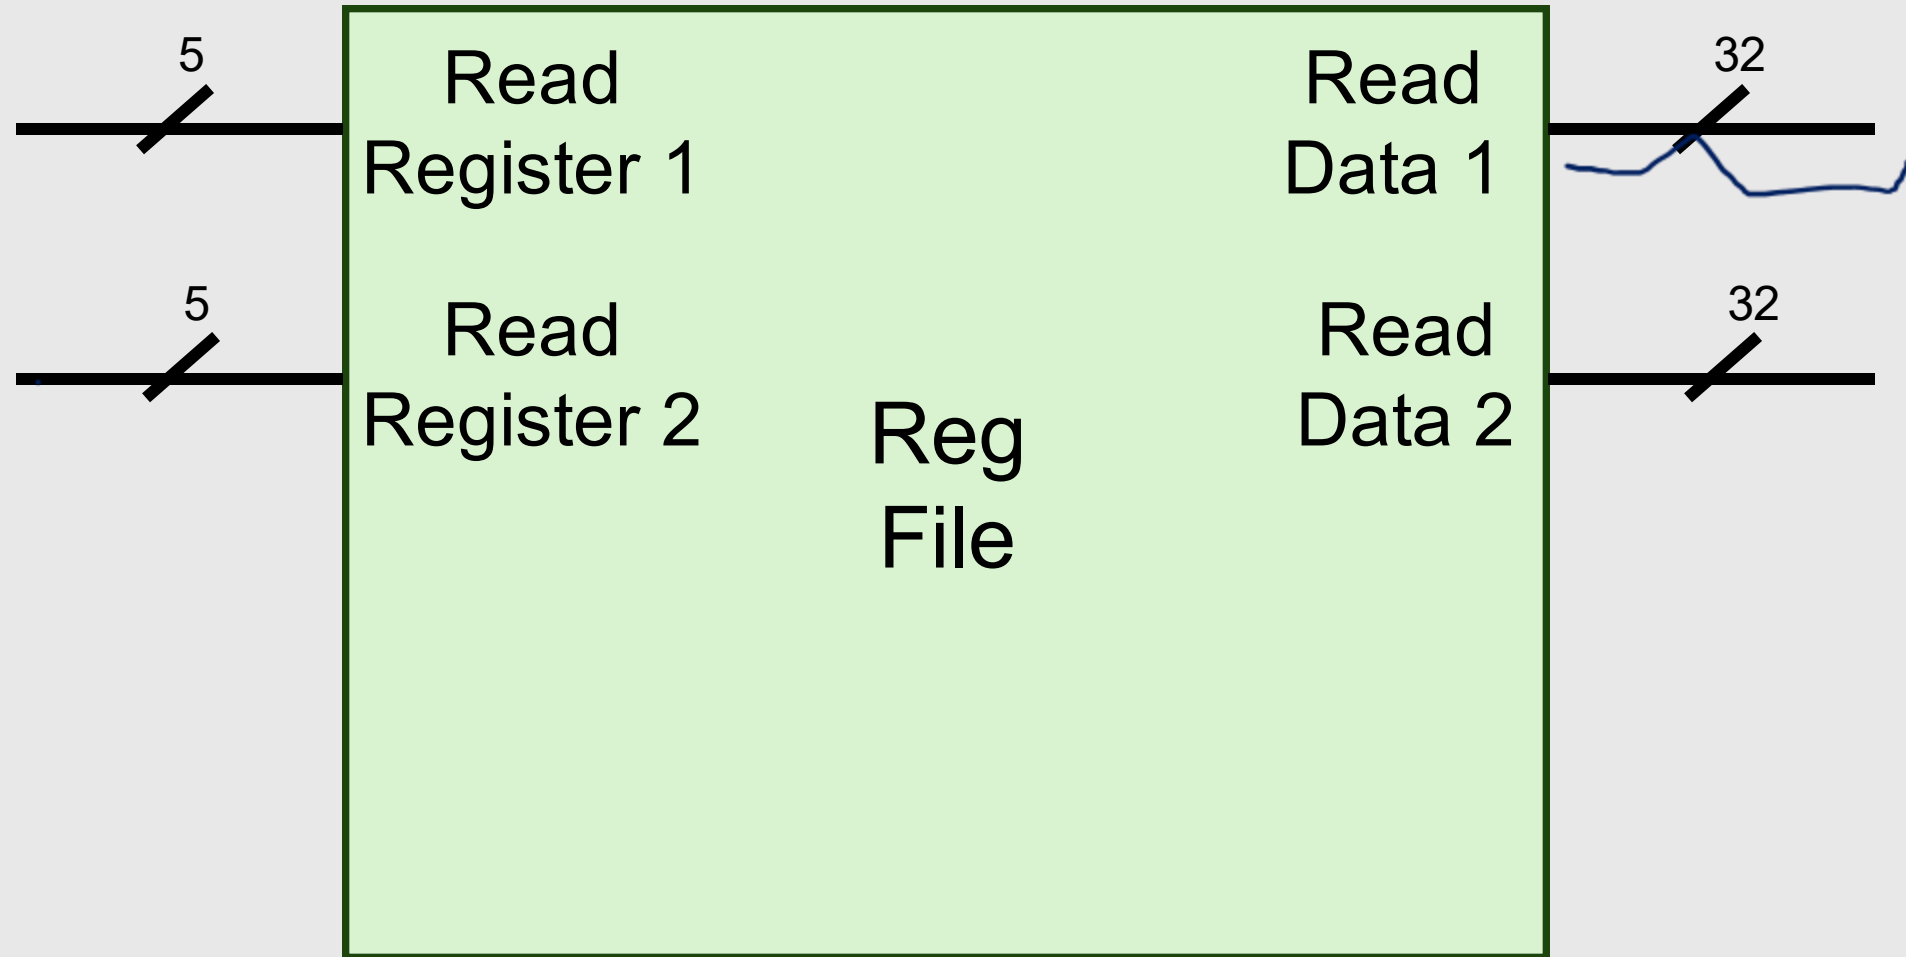 5
Read
Register 1
Read
Data 1
32
5
Read
Register 2
Reg
File
Read
Data 2
32